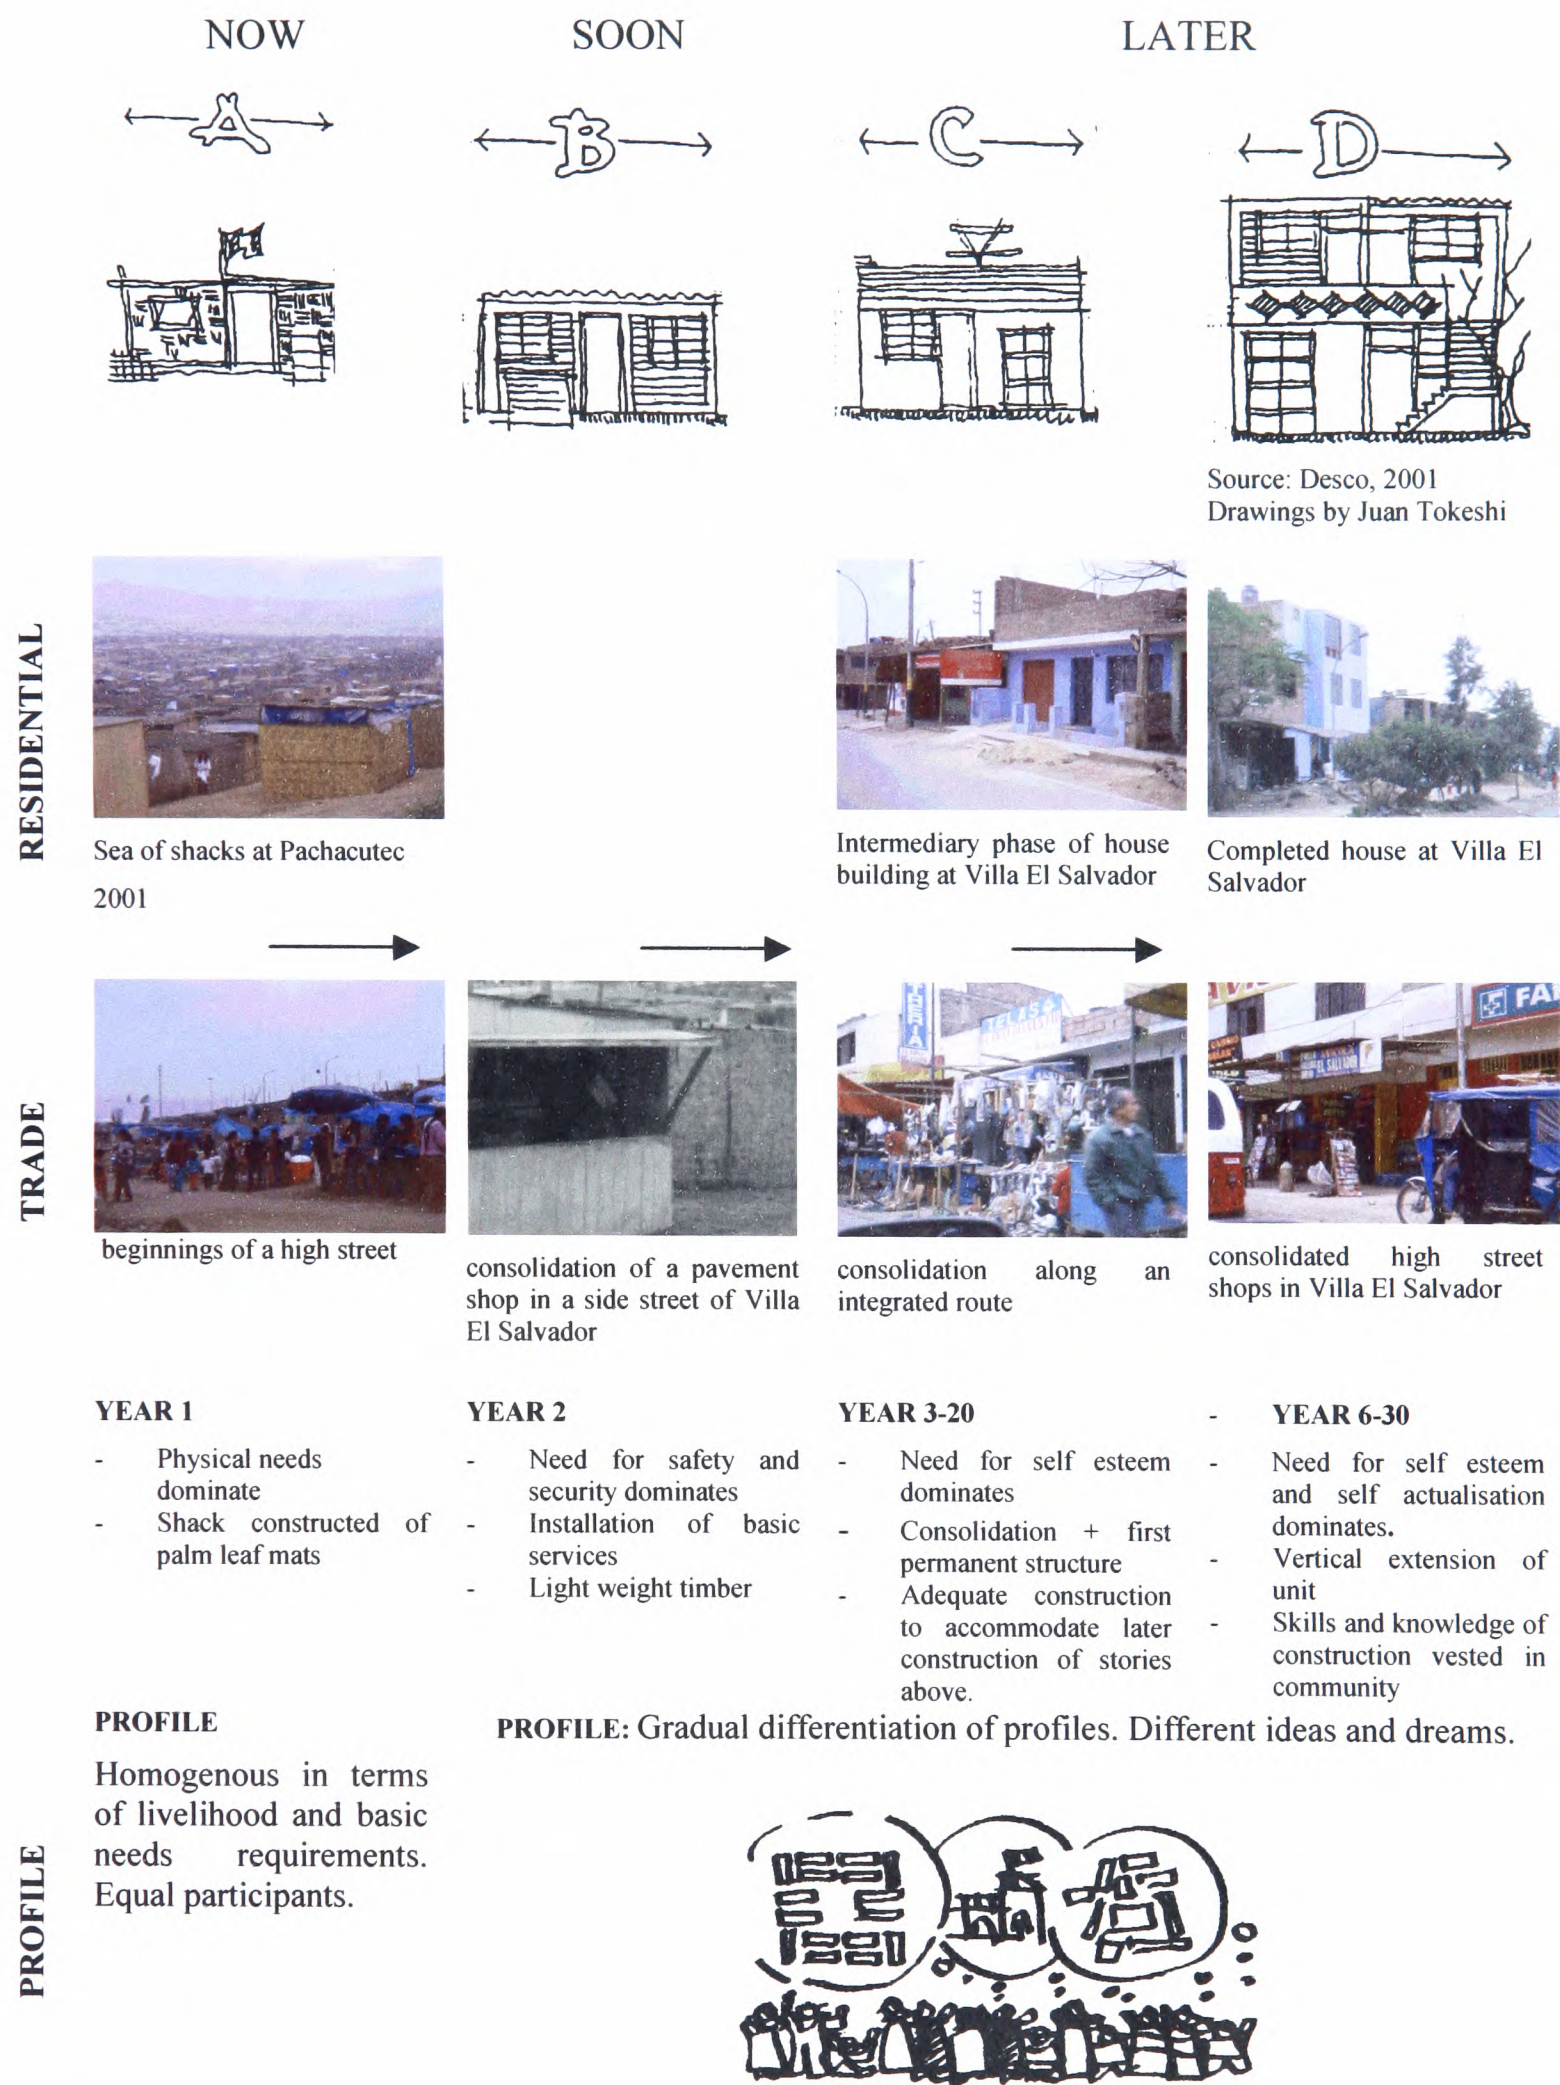 NOW
SOON
LATER
A
B
C
D
Source: Desco, 2001
Drawings by Juan Tokeshi
RESIDENTIAL
Sea of shacks at Pachacutec
2001
Intermediary phase of house
building at Villa El Salvador
Completed house at Villa El
Salvador
TRADE
TELAS
EL SALVADOR
FA
beginnings of a high street
consolidation of a pavement
shop in a side street of Villa
El Salvador
consolidation along an
integrated route
consolidated high street
shops in Villa El Salvador
YEAR 1
- Physical needs
dominate
- Shack constructed of
palm leaf mats
YEAR 2
- Need for safety and
security dominates
- Installation of basic
services
- Light weight timber
YEAR 3-20
- Need for self esteem
dominates
- Consolidation + first
permanent structure
- Adequate construction
to accommodate later
construction of stories
above.
- YEAR 6-30
- Need for self esteem
and self actualisation
dominates.
- Vertical extension of
unit
- Skills and knowledge of
construction vested in
community
PROFILE
PROFILE
Homogenous in terms
of livelihood and basic
needs requirements.
Equal participants.
PROFILE: Gradual differentiation of profiles. Different ideas and dreams.